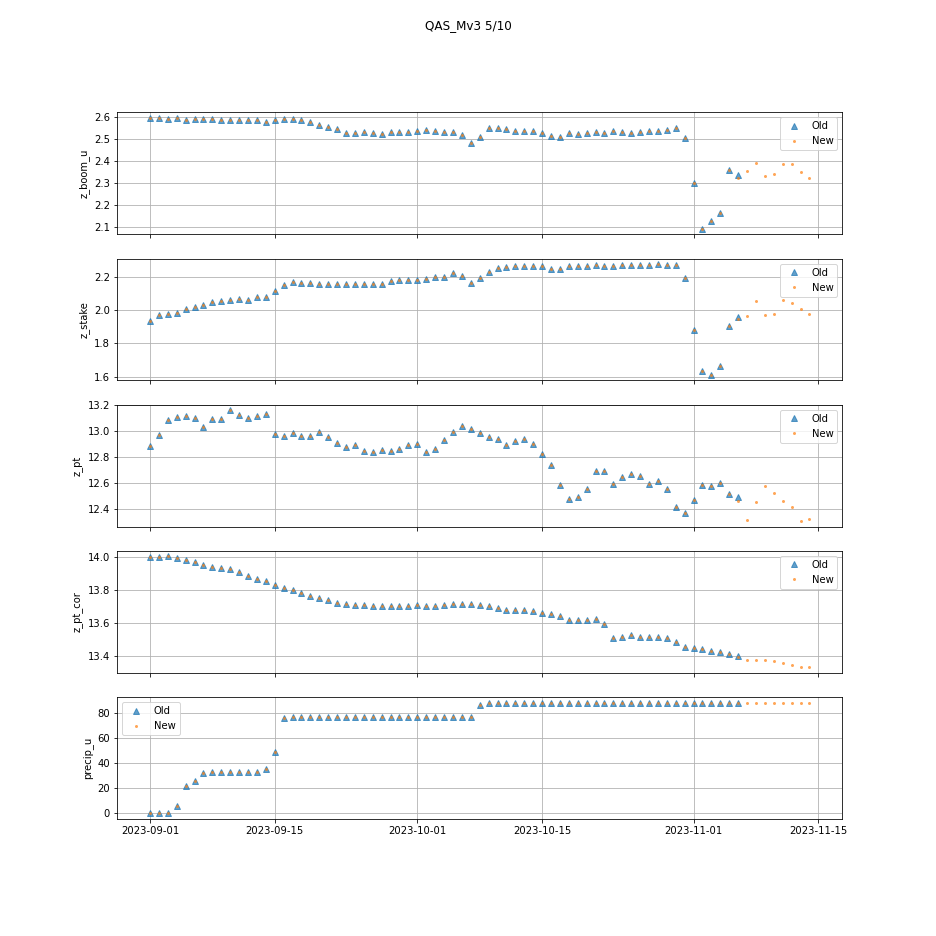 QAS_Mv3 5/10
2.6
2.5
2.4
2.3
2.2
2.1
z_boom_u
Old
New
2.2
2.0
1.8
1.6
z_stake
Old
New
13.2
13.0
12.8
12.6
12.4
z_pt
Old
New
14.0
13.8
13.6
13.4
z_pt_cor
Old
New
80
60
40
20
0
precip_u
Old
New
2023-09-01 2023-09-15 2023-10-01 2023-10-15 2023-11-01 2023-11-15